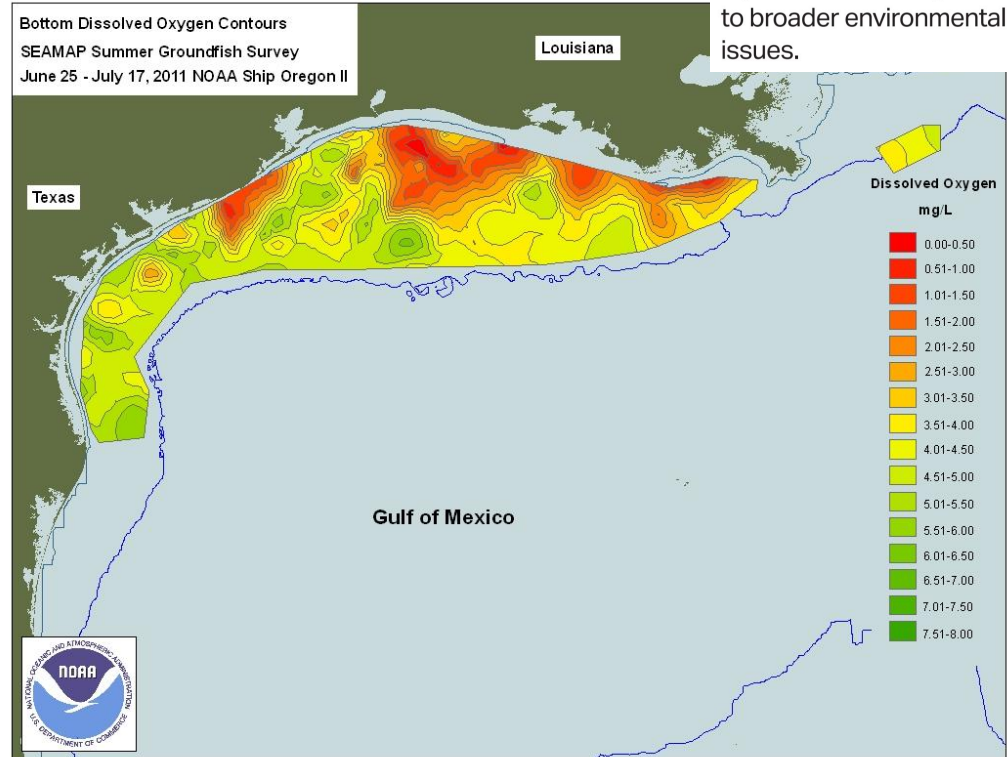 Bottom Dissolved Oxygen Contours
SEAMAP Summer Groundfish Survey
June 25 - July 17, 2011 NOAA Ship Oregon II
to broader environmental
issues.
Louisiana
Texas
Dissolved Oxygen
mg/L
0.00-0.50
0.51-1.00
1.01-1.50
1.51-2.00
2.01-2.50
2.51-3.00
3.01-3.50
3.51-4.00
4.01-4.50
4.51-5.00
5.01-5.50
5.51-6.00
6.01-6.50
6.51-7.00
7.01-7.50
7.51-8.00
Gulf of Mexico
NATIONAL OCEANIC AND ATMOSPHERIC ADMINISTRATION
NOAA
U.S. DEPARTMENT OF COMMERCE